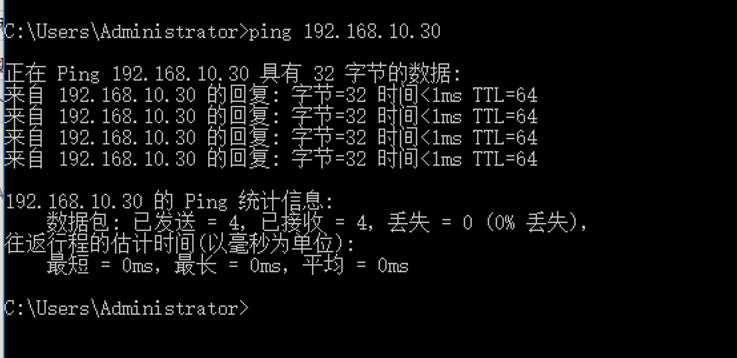 C:\Users\Administrator>ping 192.168.10.30
正在 Ping 192.168.10.30 具有 32 字节的数据:
来自 192.168.10.30 的回复: 字节=32 时间<1ms TTL=64
来自 192.168.10.30 的回复: 字节=32 时间<1ms TTL=64
来自 192.168.10.30 的回复: 字节=32 时间<1ms TTL=64
来自 192.168.10.30 的回复: 字节=32 时间<1ms TTL=64
192.168.10.30 的 Ping 统计信息:
数据包: 已发送 = 4，已接收 = 4，丢失 = 0 (0% 丢失)，
往返行程的估计时间(以毫秒为单位):
最短 = 0ms，最长 = 0ms，平均 = 0ms
C:\Users\Administrator>